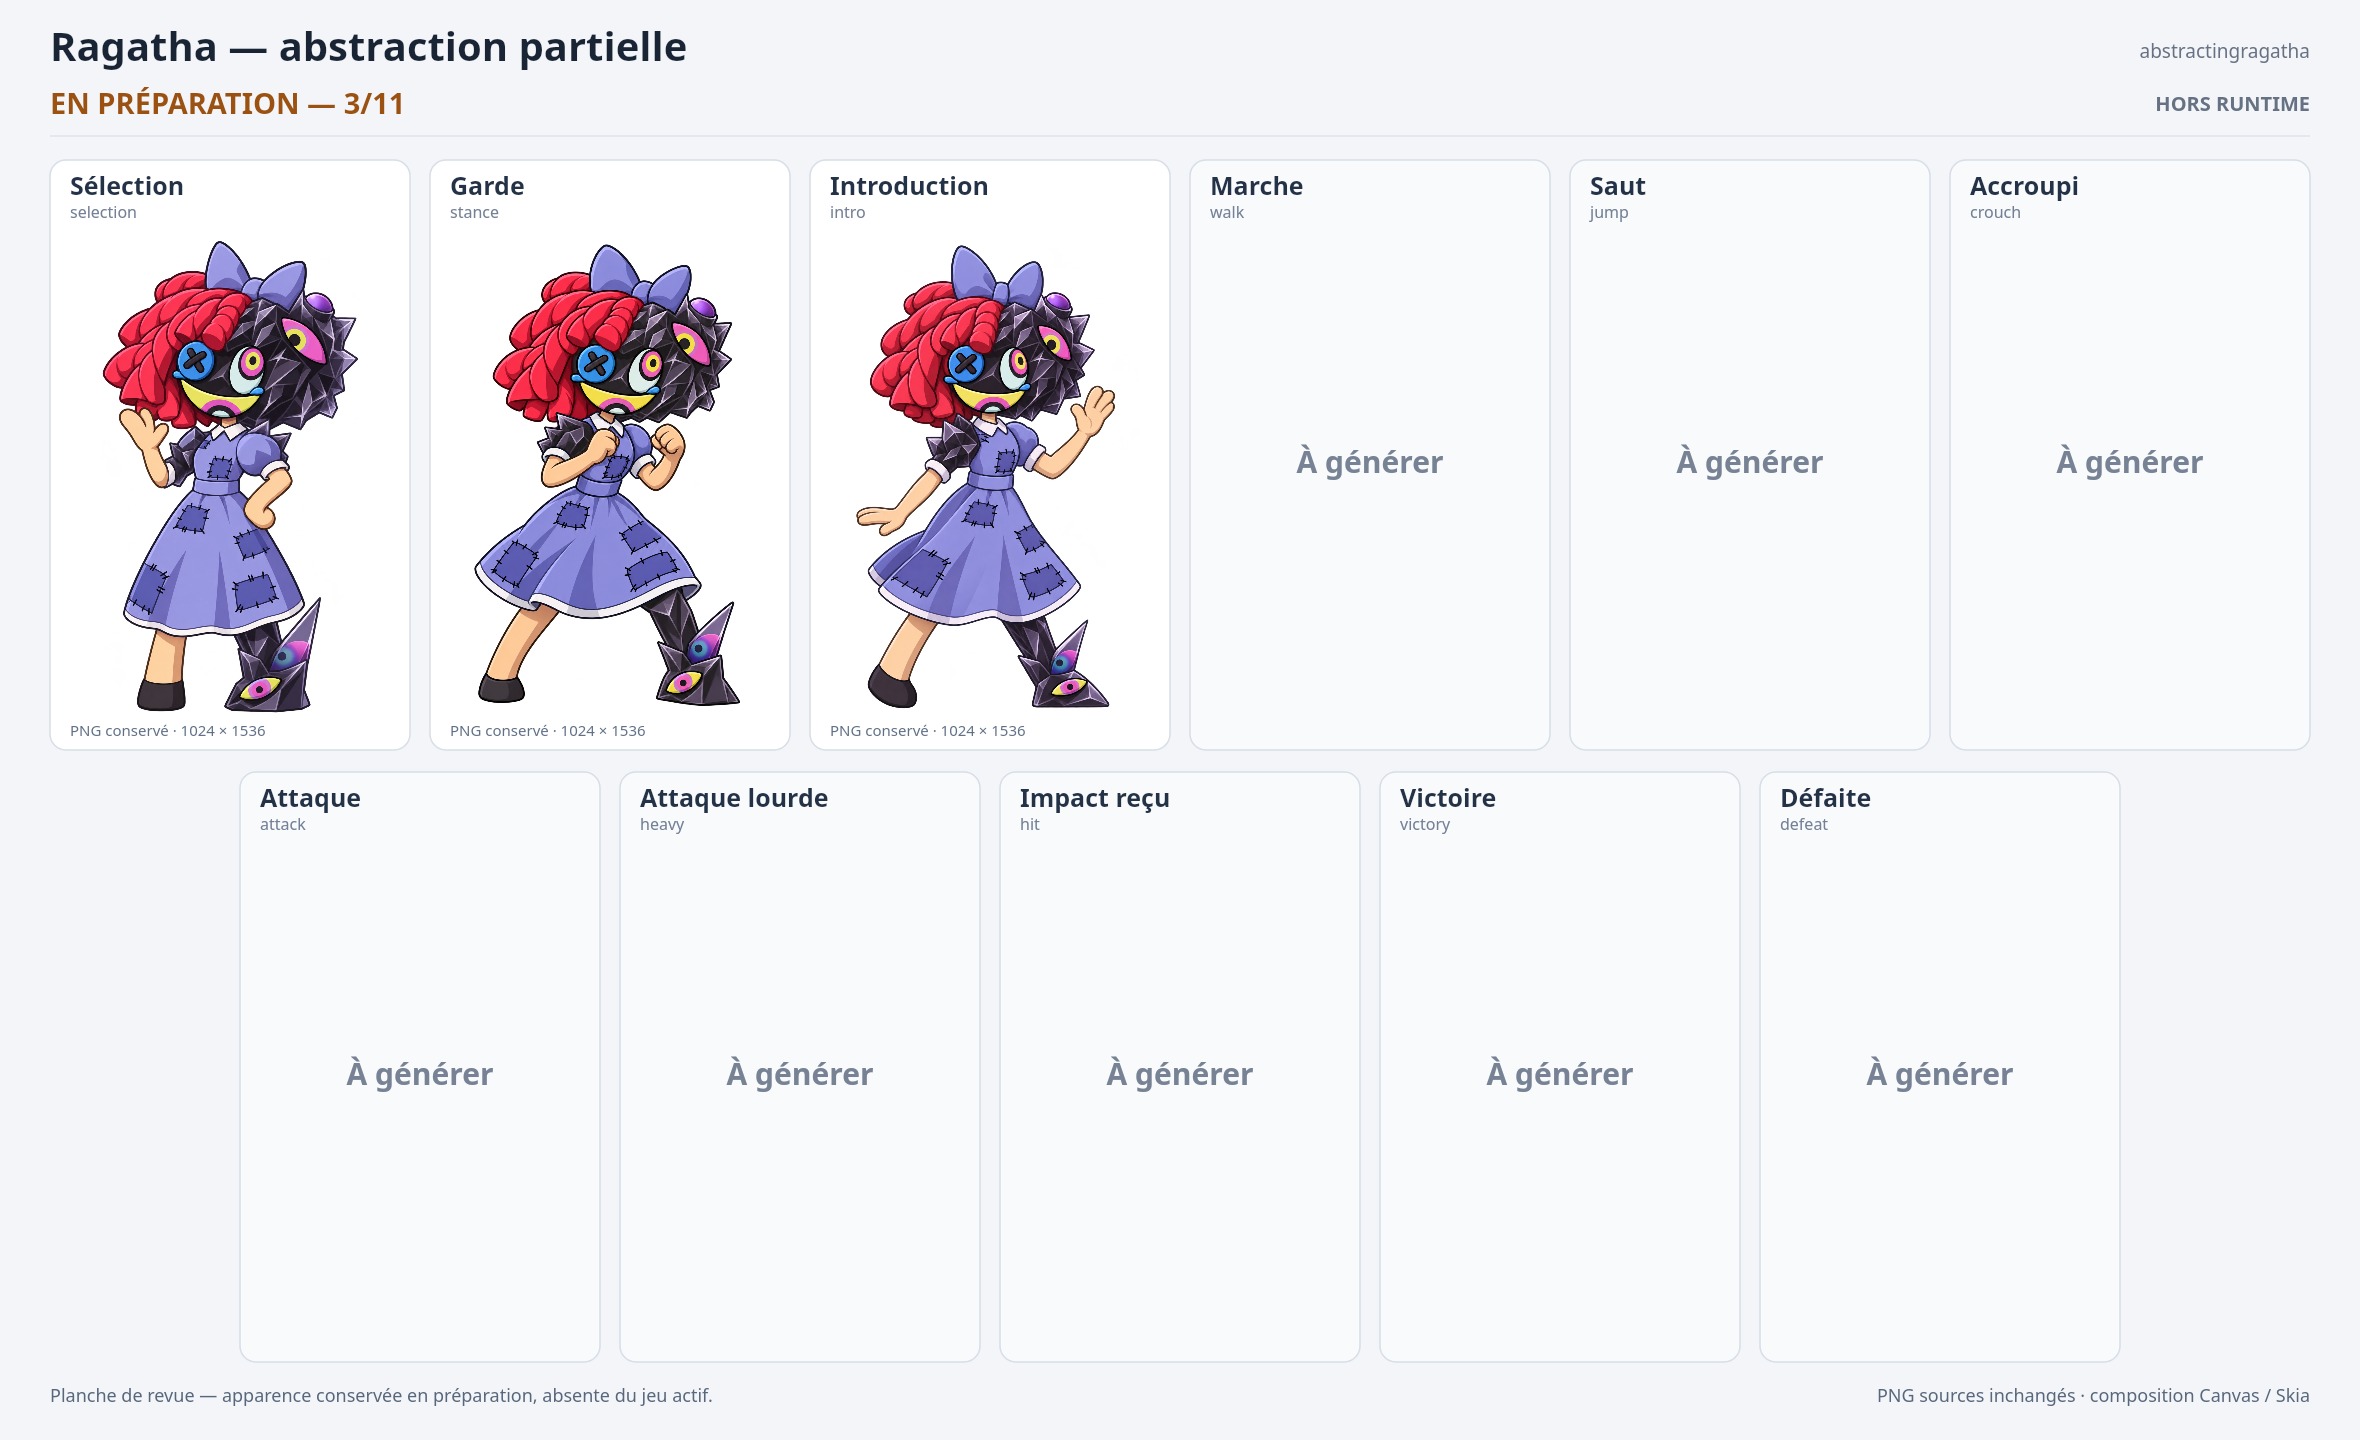 Ragatha — abstraction partielle
abstractingragatha
EN PRÉPARATION — 3/11
HORS RUNTIME
Sélection
selection
PNG conservé · 1024 × 1536
Garde
stance
PNG conservé · 1024 × 1536
Introduction
intro
PNG conservé · 1024 × 1536
Marche
walk
À générer
Saut
jump
À générer
Accroupi
crouch
À générer
Attaque
attack
À générer
Attaque lourde
heavy
À générer
Impact reçu
hit
À générer
Victoire
victory
À générer
Défaite
defeat
À générer
Planche de revue — apparence conservée en préparation, absente du jeu actif.
PNG sources inchangés · composition Canvas / Skia